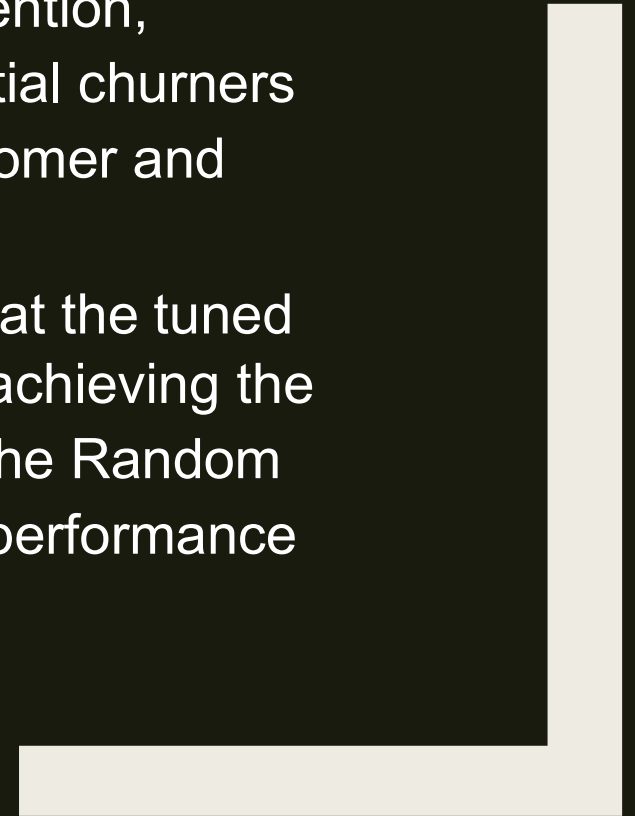 ention,
tial churners
omer and
at the tuned
achieving the
he Random
performance